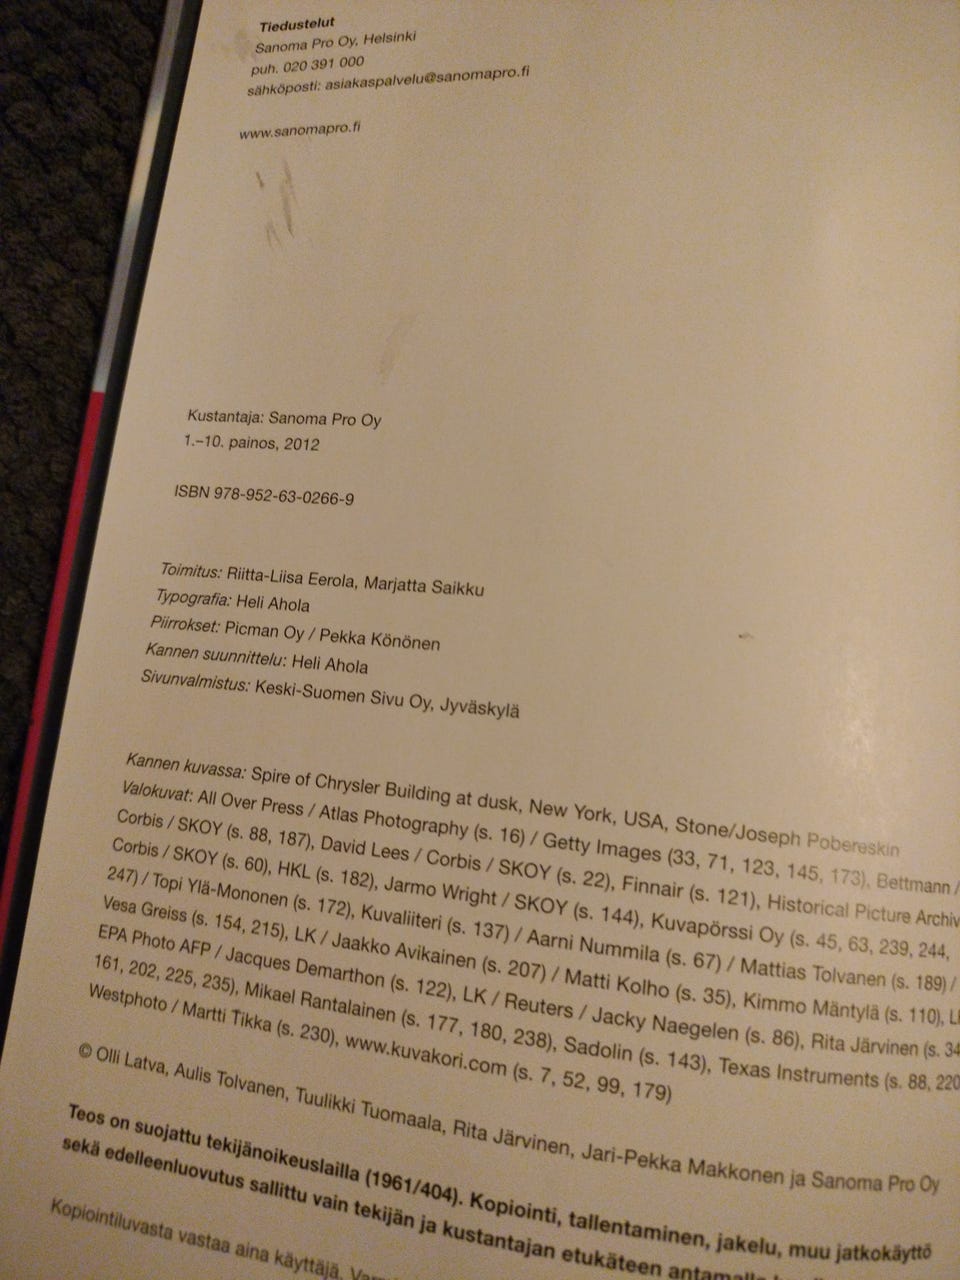 Tiedustelut
Sanoma Pro Oy, Helsinki
puh. 020 391 000
sähköposti: asiakaspalvelu@sanomapro.fi
www.sanomapro.fi
Kustantaja: Sanoma Pro Oy
1.–10. painos, 2012
ISBN 978-952-63-0266-9
Toimitus: Riitta-Liisa Eerola, Marjatta Saikku
Typografia: Heli Ahola
Piirrokset: Picman Oy / Pekka Könönen
Kannen suunnittelu: Heli Ahola
Sivunvalmistus: Keski-Suomen Sivu Oy, Jyväskylä
Kannen kuvassa: Spire of Chrysler Building at dusk, New York, USA, Stone/Joseph Pobereskin
Valokuvat: All Over Press / Atlas Photography (s. 16) / Getty Images (33, 71, 123, 145, 173), Bettmann /
Corbis / SKOY (s. 88, 187), David Lees / Corbis / SKOY (s. 22), Finnair (s. 121), Historical Picture Archiv
Corbis / SKOY (s. 60), HKL (s. 182), Jarmo Wright / SKOY (s. 144), Kuvapörssi Oy (s. 45, 63, 239, 244,
247) / Topi Ylä-Mononen (s. 172), Kuvaliiteri (s. 137) / Aarni Nummila (s. 67) / Mattias Tolvanen (s. 189) /
Vesa Greiss (s. 154, 215), LK / Jaakko Avikainen (s. 207) / Matti Kolho (s. 35), Kimmo Mäntylä (s. 110),
EPA Photo AFP / Jacques Demarthon (s. 122), LK / Reuters / Jacky Naegelen (s. 86), Rita Järvinen (s. 34
161, 202, 225, 235), Mikael Rantalainen (s. 177, 180, 238), Sadolin (s. 143), Texas Instruments (s. 88, 220
Westphoto / Martti Tikka (s. 230), www.kuvakori.com (s. 7, 52, 99, 179)
© Olli Latva, Aulis Tolvanen, Tuulikki Tuomaala, Rita Järvinen, Jari-Pekka Makkonen ja Sanoma Pro Oy
Teos on suojattu tekijänoikeuslailla (1961/404). Kopiointi, tallentaminen, jakelu, muu jatkokäyttö
sekä edelleenluovutus sallittu vain tekijän ja kustantajan etukäteen antamalla
Kopiointiluvasta vastaa aina käyttäjä.